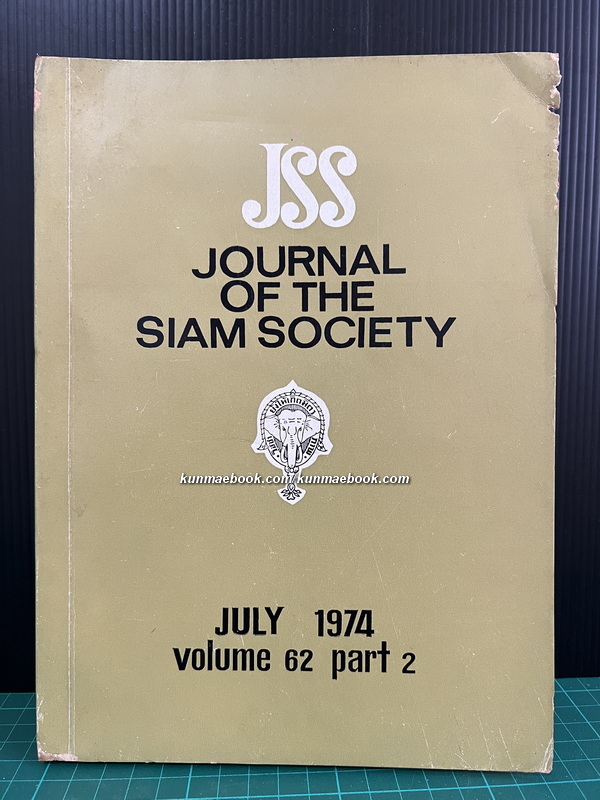 JSS
JOURNAL
OF THE
SIAM SOCIETY
kunmaebook.com/kunmaebook.com
JULY 1974
volume 62 part 2